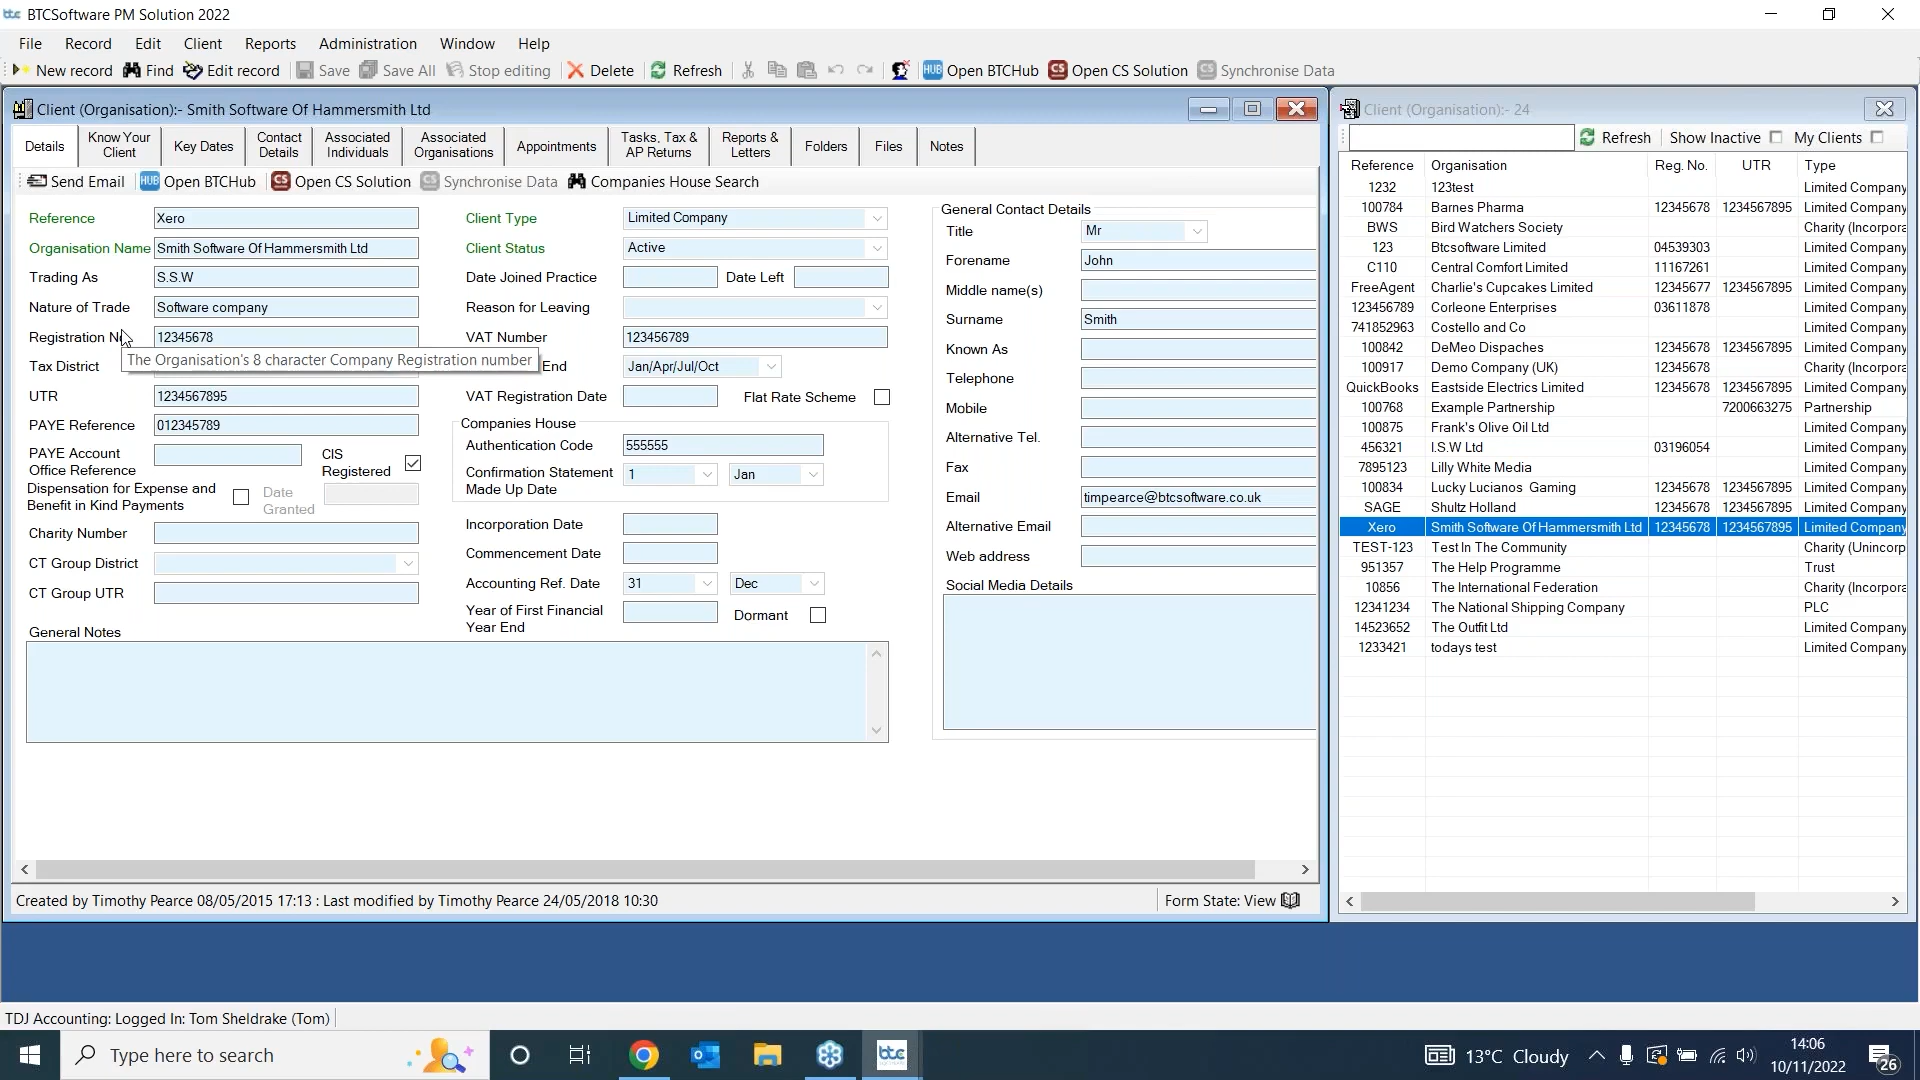 btc BTCSoftware PM Solution 2022
File Record Edit Client Reports Administration Window Help
New record Find Edit record Save Save All Stop editing Delete Refresh HUB Open BTCHub CS Open CS Solution CS Synchronise Data
Client (Organisation):- Smith Software Of Hammersmith Ltd
Details Know Your Client Key Dates Contact Details Associated Individuals Associated Organisations Appointments Tasks, Tax & AP Returns Reports & Letters Folders Files Notes
Send Email HUB Open BTCHub CS Open CS Solution CS Synchronise Data Companies House Search
Reference Xero
Organisation Name Smith Software Of Hammersmith Ltd
Trading As S.S.W
Nature of Trade Software company
Registration N 12345678
The Organisation's 8 character Company Registration number
Tax District
UTR 1234567895
PAYE Reference 012345789
PAYE Account
Office Reference
CIS
Registered
Dispensation for Expense and
Benefit in Kind Payments
Date
Granted
Charity Number
CT Group District
CT Group UTR
General Notes
Client Type Limited Company
Client Status Active
Date Joined Practice Date Left
Reason for Leaving
VAT Number 123456789
End Jan/Apr/Jul/Oct
VAT Registration Date Flat Rate Scheme
Companies House
Authentication Code 555555
Confirmation Statement
Made Up Date
1 Jan
Incorporation Date
Commencement Date
Accounting Ref. Date 31 Dec
Year of First Financial
Year End
Dormant
General Contact Details
Title Mr
Forename John
Middle name(s)
Surname Smith
Known As
Telephone
Mobile
Alternative Tel.
Fax
Email timpearce@btcsoftware.co.uk
Alternative Email
Web address
Social Media Details
Created by Timothy Pearce 08/05/2015 17:13 : Last modified by Timothy Pearce 24/05/2018 10:30
Form State: View
Client (Organisation):- 24
Refresh Show Inactive My Clients
Reference Organisation Reg. No. UTR Type
1232 123test Limited Company
100784 Barnes Pharma 12345678 1234567895 Limited Company
BWS Bird Watchers Society Charity (Incorpora
123 Btcsoftware Limited 04539303 Limited Company
C110 Central Comfort Limited 11167261 Limited Company
FreeAgent Charlie's Cupcakes Limited 12345677 1234567895 Limited Company
123456789 Corleone Enterprises 03611878 Limited Company
741852963 Costello and Co Limited Company
100842 DeMeo Dispaches 12345678 1234567895 Limited Company
100917 Demo Company (UK) 12345678 Charity (Incorpora
QuickBooks Eastside Electrics Limited 12345678 1234567895 Limited Company
100768 Example Partnership 7200663275 Partnership
100875 Frank's Olive Oil Ltd Limited Company
456321 I.S.W Ltd 03196054 Limited Company
7895123 Lilly White Media Limited Company
100834 Lucky Lucianos Gaming 12345678 1234567895 Limited Company
SAGE Shultz Holland 12345678 1234567895 Limited Company
Xero Smith Software Of Hammersmith Ltd 12345678 1234567895 Limited Company
TEST-123 Test In The Community Charity (Unincorp
951357 The Help Programme Trust
10856 The International Federation Charity (Incorpora
12341234 The National Shipping Company PLC
14523652 The Outfit Ltd Limited Company
1233421 todays test Limited Company
TDJ Accounting: Logged In: Tom Sheldrake (Tom)
Type here to search
btc
13°C Cloudy
14:06
10/11/2022
26